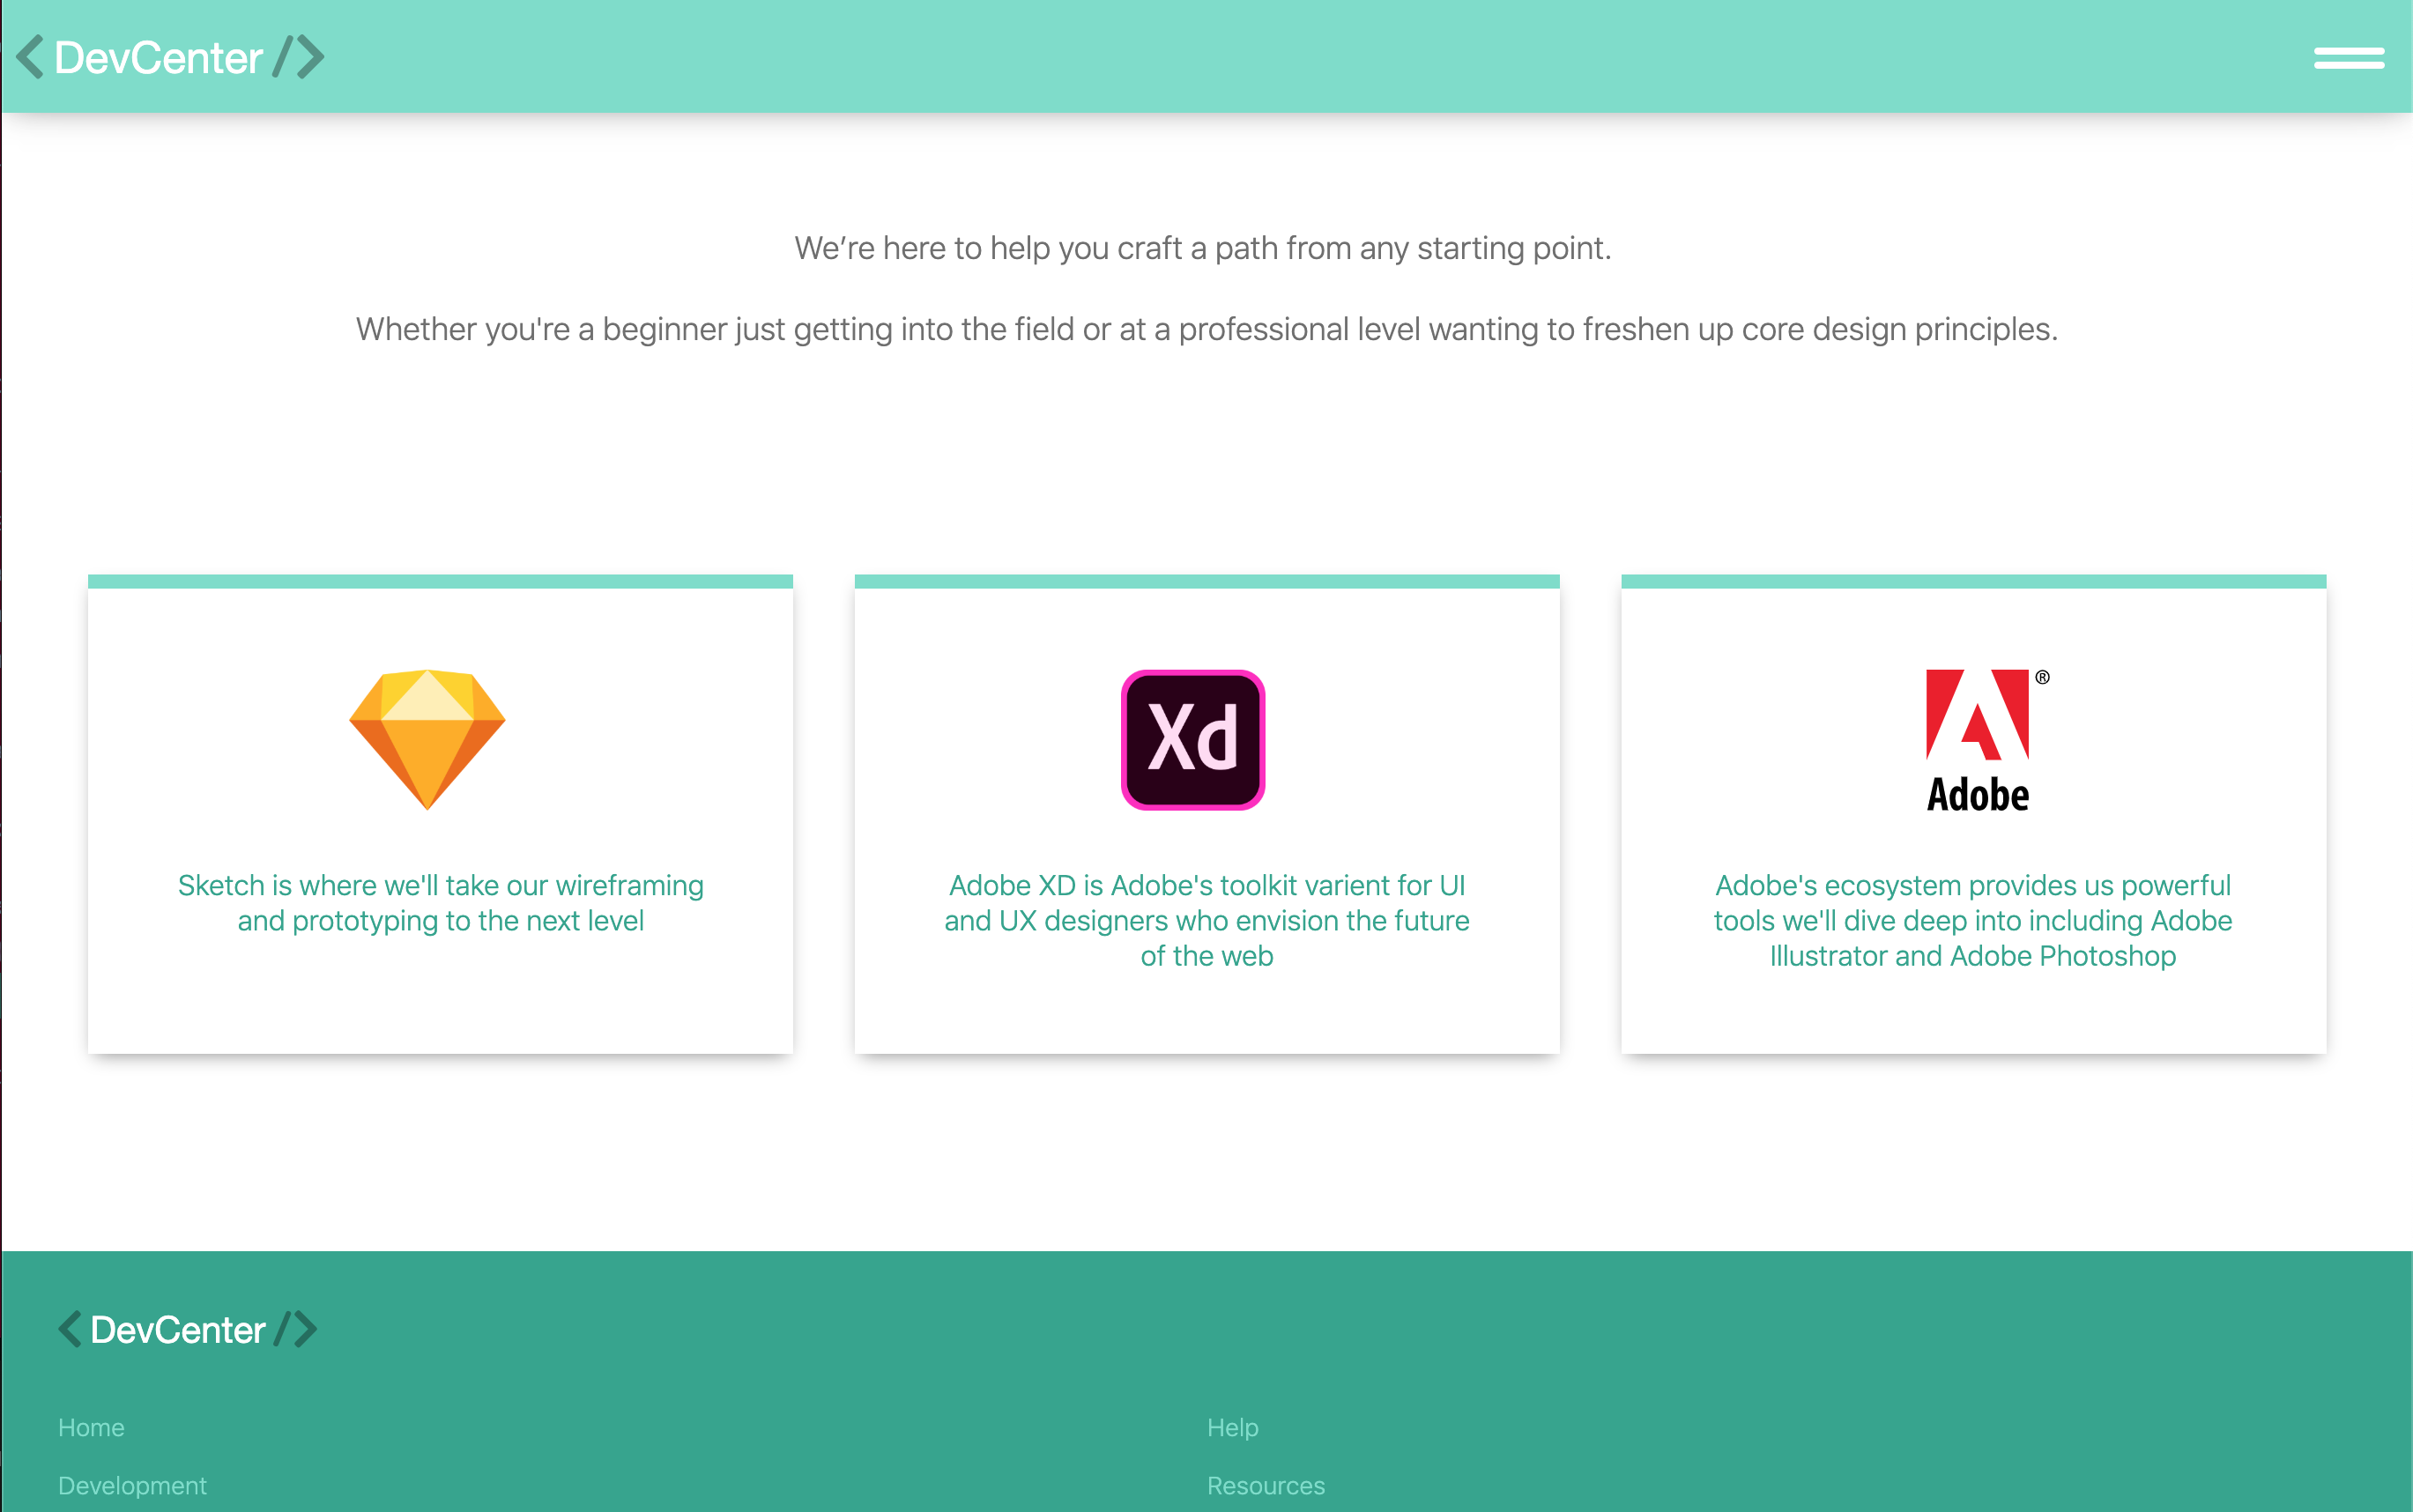 < DevCenter />
We’re here to help you craft a path from any starting point.
Whether you're a beginner just getting into the field or at a professional level wanting to freshen up core design principles.
Sketch is where we'll take our wireframing
and prototyping to the next level
Xd
Adobe XD is Adobe's toolkit varient for UI
and UX designers who envision the future
of the web
®
Adobe
Adobe's ecosystem provides us powerful
tools we'll dive deep into including Adobe
Illustrator and Adobe Photoshop
< DevCenter />
Home
Help
Development
Resources